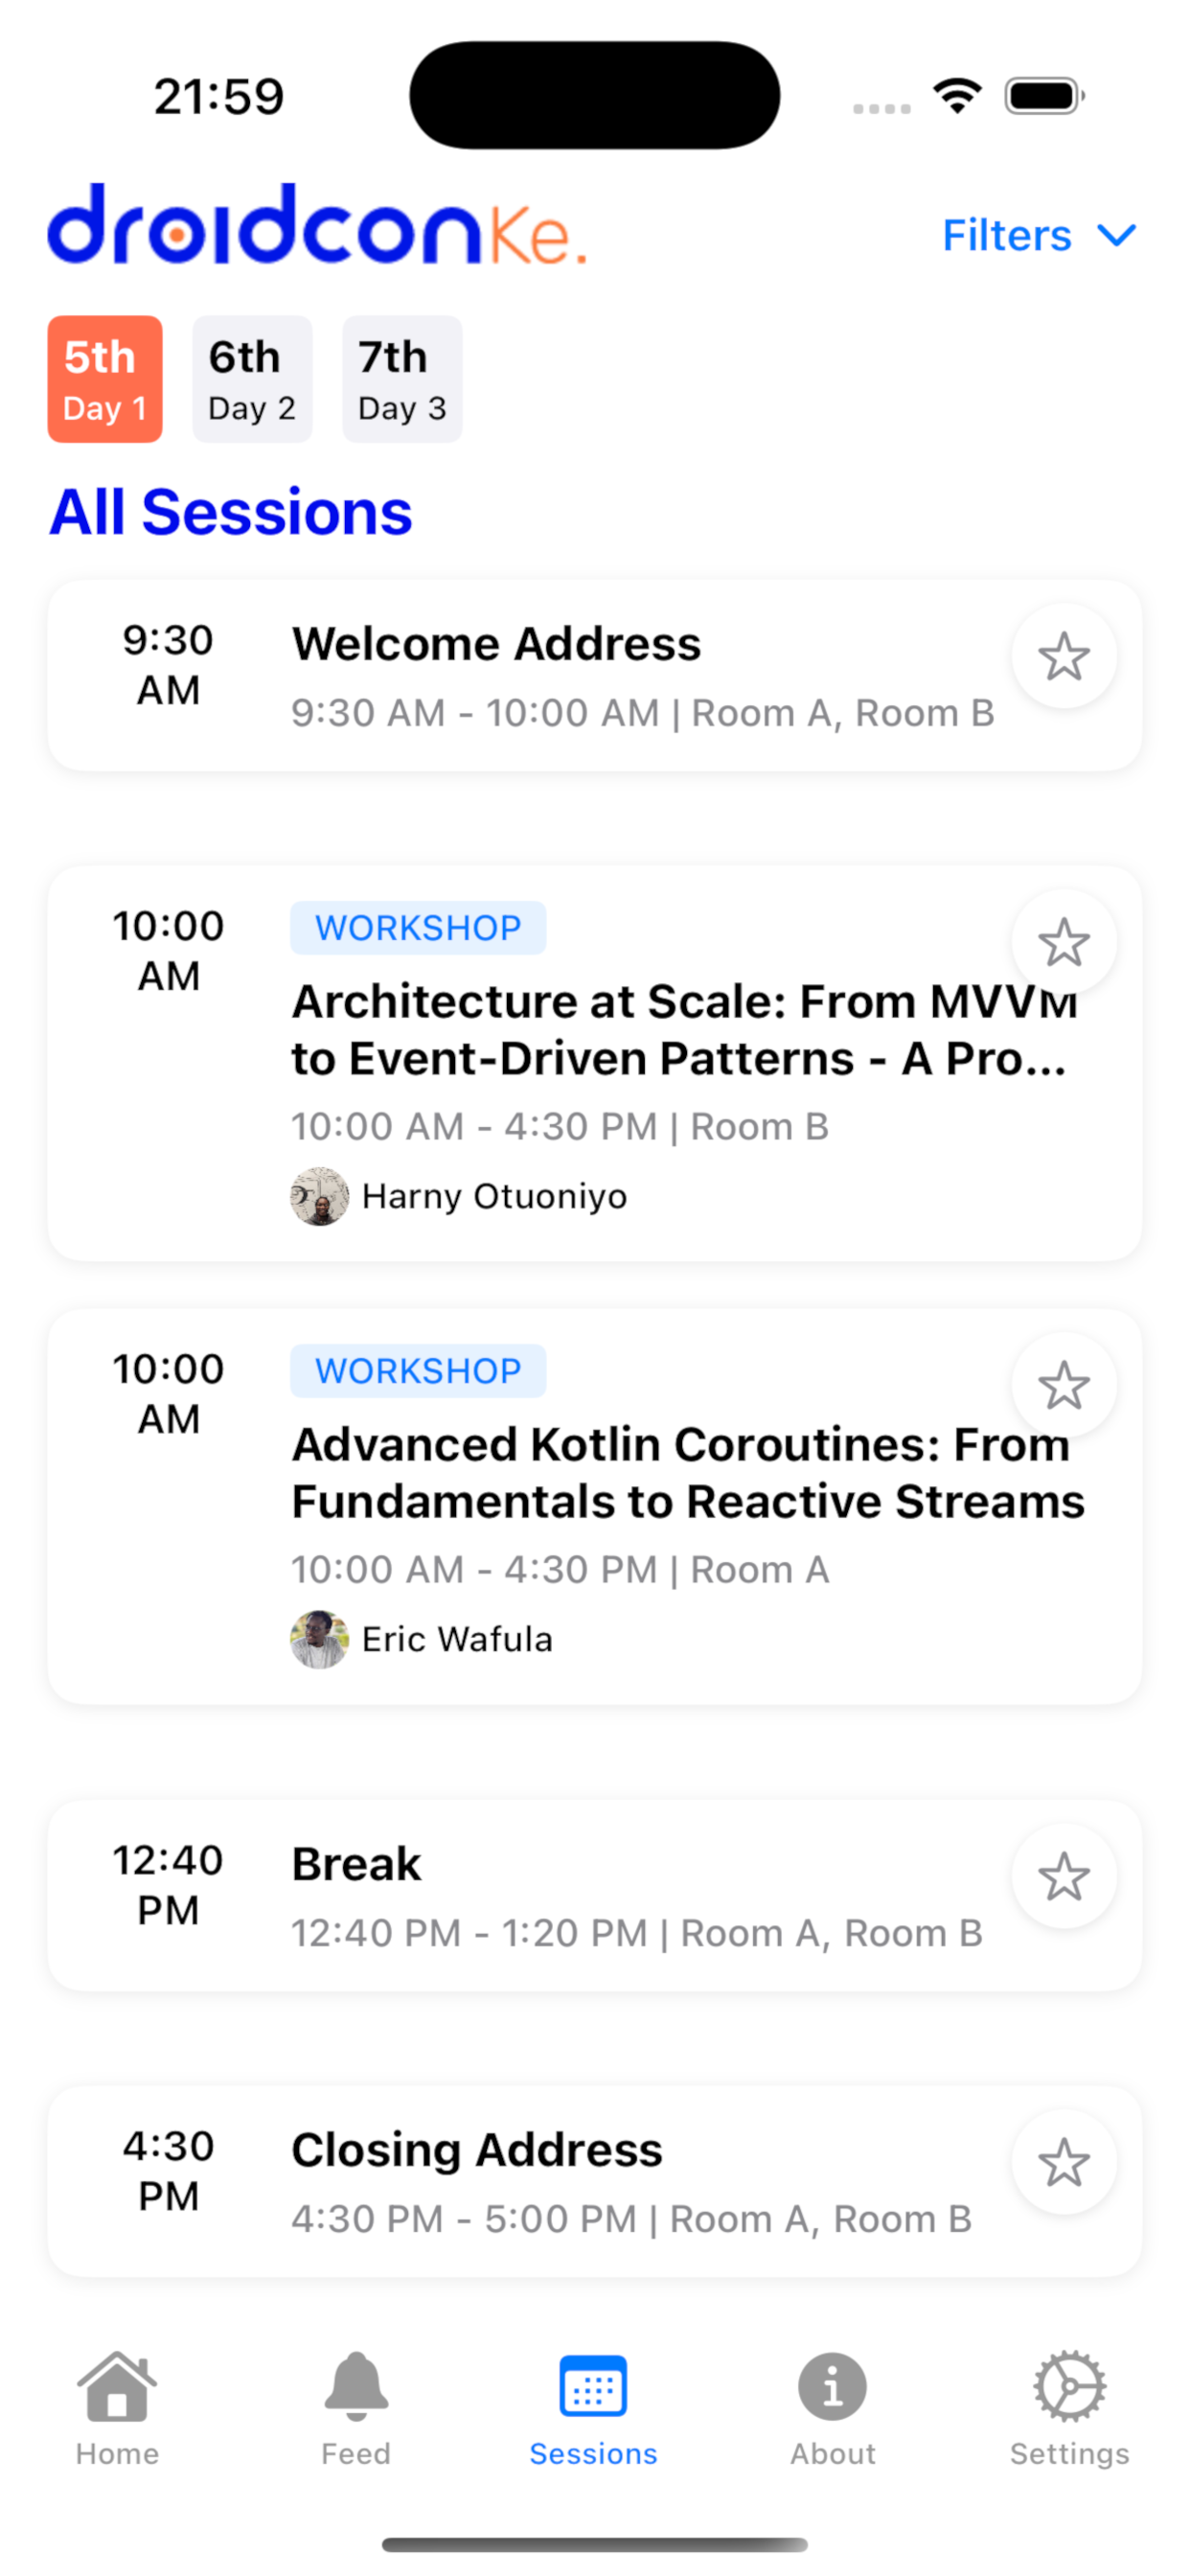 21:59
droidconKe.
Filters
5th
Day 1
6th
Day 2
7th
Day 3
All Sessions
9:30
AM
Welcome Address
9:30 AM - 10:00 AM | Room A, Room B
10:00
AM
WORKSHOP
Architecture at Scale: From MVVM
to Event-Driven Patterns - A Pro...
10:00 AM - 4:30 PM | Room B
Harny Otuoniyo
10:00
AM
WORKSHOP
Advanced Kotlin Coroutines: From
Fundamentals to Reactive Streams
10:00 AM - 4:30 PM | Room A
Eric Wafula
12:40
PM
Break
12:40 PM - 1:20 PM | Room A, Room B
4:30
PM
Closing Address
4:30 PM - 5:00 PM | Room A, Room B
Home
Feed
Sessions
About
Settings